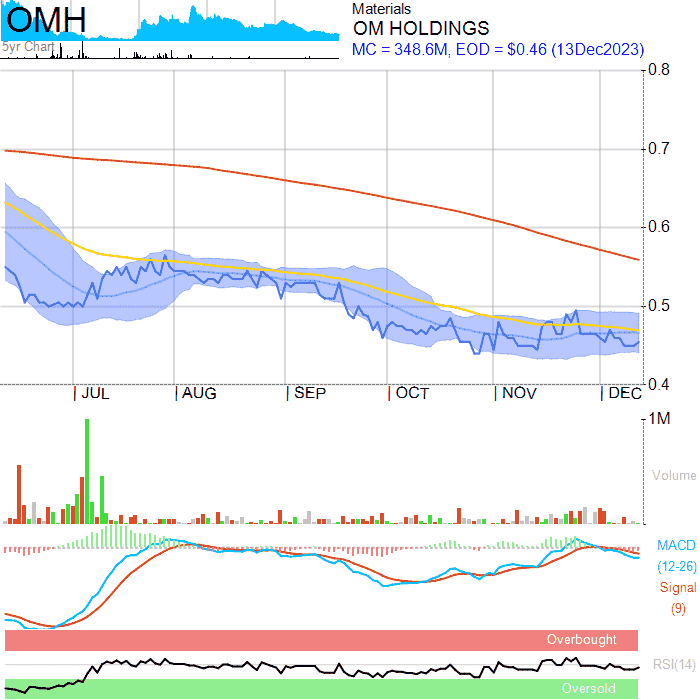 OMH
5yr Chart
Materials
OM HOLDINGS
MC = 348.6M, EOD = $0.46 (13Dec2023)
0.8
0.7
0.6
0.5
0.4
JUL AUG SEP OCT NOV DEC
1M
Volume
MACD
(12-26)
Signal
(9)
Overbought
RSI(14)
Oversold